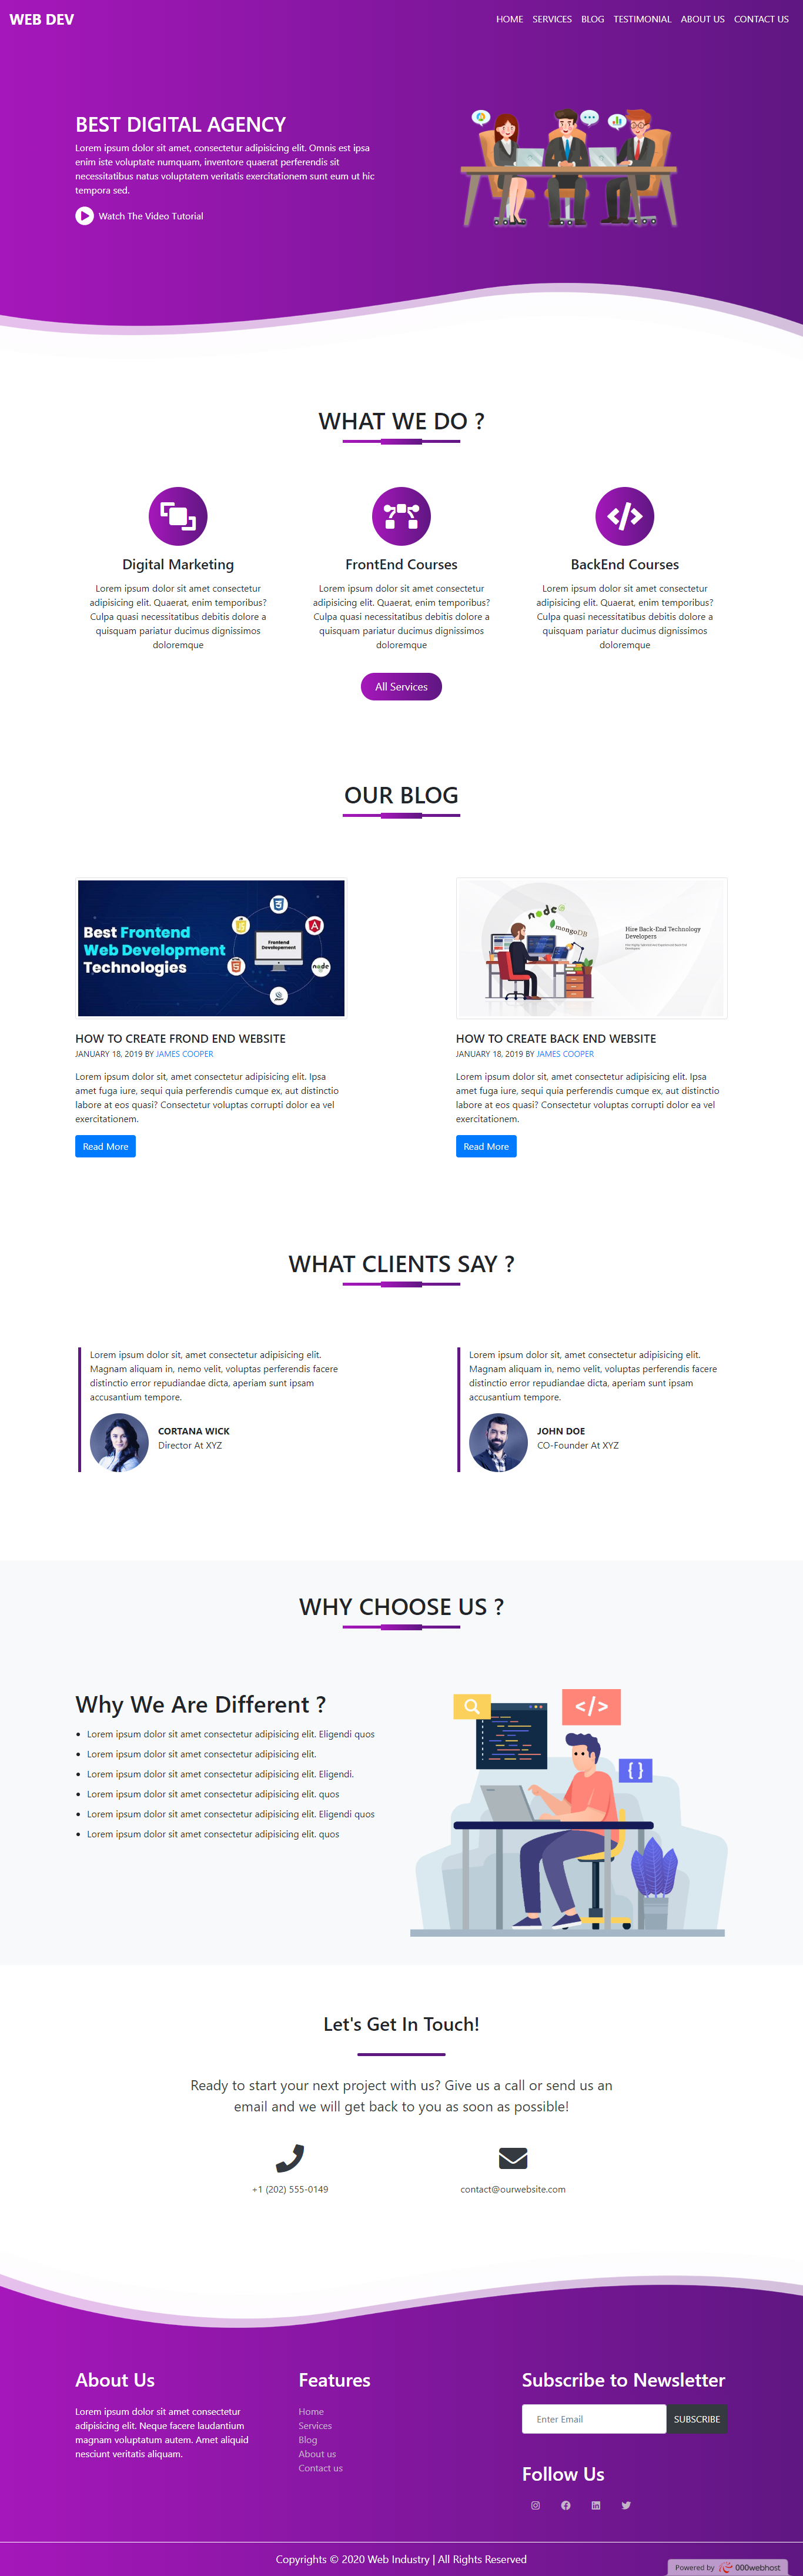 WEB DEV
HOME SERVICES BLOG TESTIMONIAL ABOUT US CONTACT US
BEST DIGITAL AGENCY
Lorem ipsum dolor sit amet, consectetur adipisicing elit. Omnis est ipsa
enim iste voluptate numquam, inventore quaerat perferendis sit
necessitatibus natus voluptatem veritatis exercitationem sunt eum ut hic
tempora sed.
Watch The Video Tutorial
WHAT WE DO ?
Digital Marketing
Lorem ipsum dolor sit amet consectetur
adipisicing elit. Quaerat, enim temporibus?
Culpa quasi necessitatibus debitis dolore a
quisquam pariatur ducimus dignissimos
doloremque
FrontEnd Courses
Lorem ipsum dolor sit amet consectetur
adipisicing elit. Quaerat, enim temporibus?
Culpa quasi necessitatibus debitis dolore a
quisquam pariatur ducimus dignissimos
doloremque
BackEnd Courses
Lorem ipsum dolor sit amet consectetur
adipisicing elit. Quaerat, enim temporibus?
Culpa quasi necessitatibus debitis dolore a
quisquam pariatur ducimus dignissimos
doloremque
All Services
OUR BLOG
Best Frontend
Web Development
Technologies
Frontend
Developement
node
HOW TO CREATE FROND END WEBSITE
JANUARY 18, 2019 BY JAMES COOPER
Lorem ipsum dolor sit, amet consectetur adipisicing elit. Ipsa
amet fuga iure, sequi quia perferendis cumque ex, aut distinctio
labore at eos quasi? Consectetur voluptas corrupti dolor ea vel
exercitationem.
Read More
node
mongoDB
Hire Back-End Technology
Developers
HOW TO CREATE BACK END WEBSITE
JANUARY 18, 2019 BY JAMES COOPER
Lorem ipsum dolor sit, amet consectetur adipisicing elit. Ipsa
amet fuga iure, sequi quia perferendis cumque ex, aut distinctio
labore at eos quasi? Consectetur voluptas corrupti dolor ea vel
exercitationem.
Read More
WHAT CLIENTS SAY ?
Lorem ipsum dolor sit, amet consectetur adipisicing elit.
Magnam aliquam in, nemo velit, voluptas perferendis facere
distinctio error repudiandae dicta, aperiam sunt ipsam
accusantium tempore.
CORTANA WICK
Director At XYZ
Lorem ipsum dolor sit, amet consectetur adipisicing elit.
Magnam aliquam in, nemo velit, voluptas perferendis facere
distinctio error repudiandae dicta, aperiam sunt ipsam
accusantium tempore.
JOHN DOE
CO-Founder At XYZ
WHY CHOOSE US ?
Why We Are Different ?
Lorem ipsum dolor sit amet consectetur adipisicing elit. Eligendi quos
Lorem ipsum dolor sit amet consectetur adipisicing elit.
Lorem ipsum dolor sit amet consectetur adipisicing elit. Eligendi.
Lorem ipsum dolor sit amet consectetur adipisicing elit. quos
Lorem ipsum dolor sit amet consectetur adipisicing elit. Eligendi quos
Lorem ipsum dolor sit amet consectetur adipisicing elit. quos
</>
{ }
Let's Get In Touch!
Ready to start your next project with us? Give us a call or send us an
email and we will get back to you as soon as possible!
+1 (202) 555-0149
contact@ourwebsite.com
About Us
Lorem ipsum dolor sit amet consectetur
adipisicing elit. Neque facere laudantium
magnam voluptatum autem. Amet aliquid
nesciunt veritatis aliquam.
Features
Home
Services
Blog
About us
Contact us
Subscribe to Newsletter
Enter Email
SUBSCRIBE
Follow Us
Copyrights © 2020 Web Industry | All Rights Reserved
Powered by 000webhost